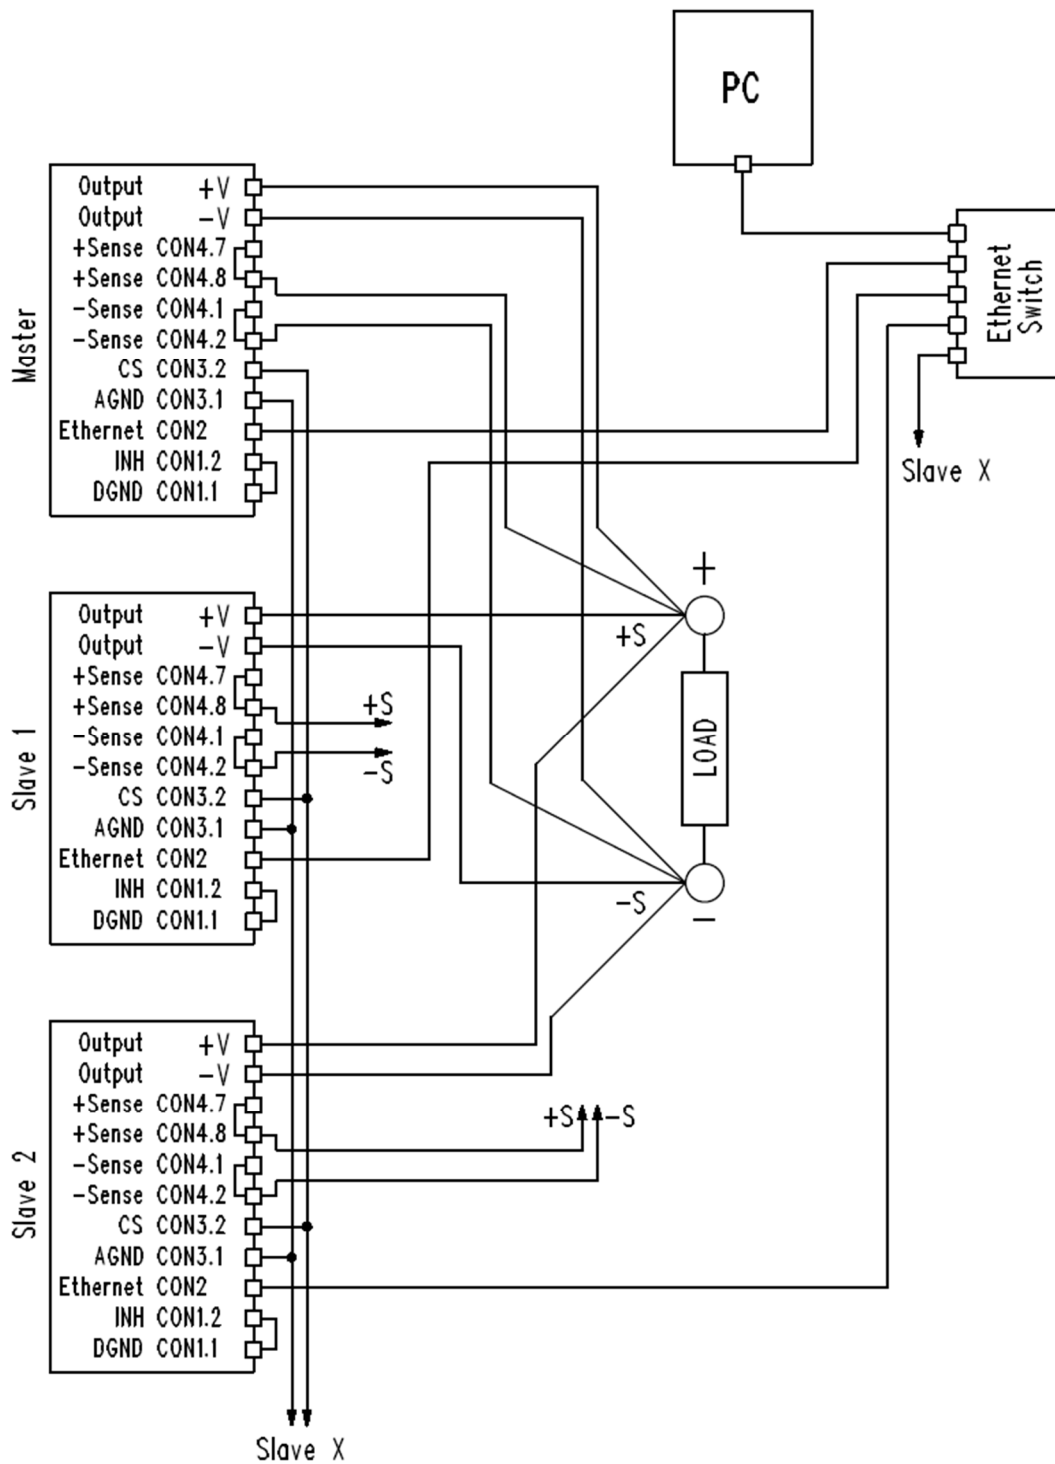 PC
Ethernet
Switch
Slave X
Master
Output +V
Output -V
+Sense CON4.7
+Sense CON4.8
-Sense CON4.1
-Sense CON4.2
CS CON3.2
AGND CON3.1
Ethernet CON2
INH CON1.2
DGND CON1.1
+
+S
LOAD
-S
-
Slave 1
Output +V
Output -V
+Sense CON4.7
+Sense CON4.8
-Sense CON4.1
-Sense CON4.2
CS CON3.2
AGND CON3.1
Ethernet CON2
INH CON1.2
DGND CON1.1
+S
-S
Slave 2
Output +V
Output -V
+Sense CON4.7
+Sense CON4.8
-Sense CON4.1
-Sense CON4.2
CS CON3.2
AGND CON3.1
Ethernet CON2
INH CON1.2
DGND CON1.1
+S -S
Slave X